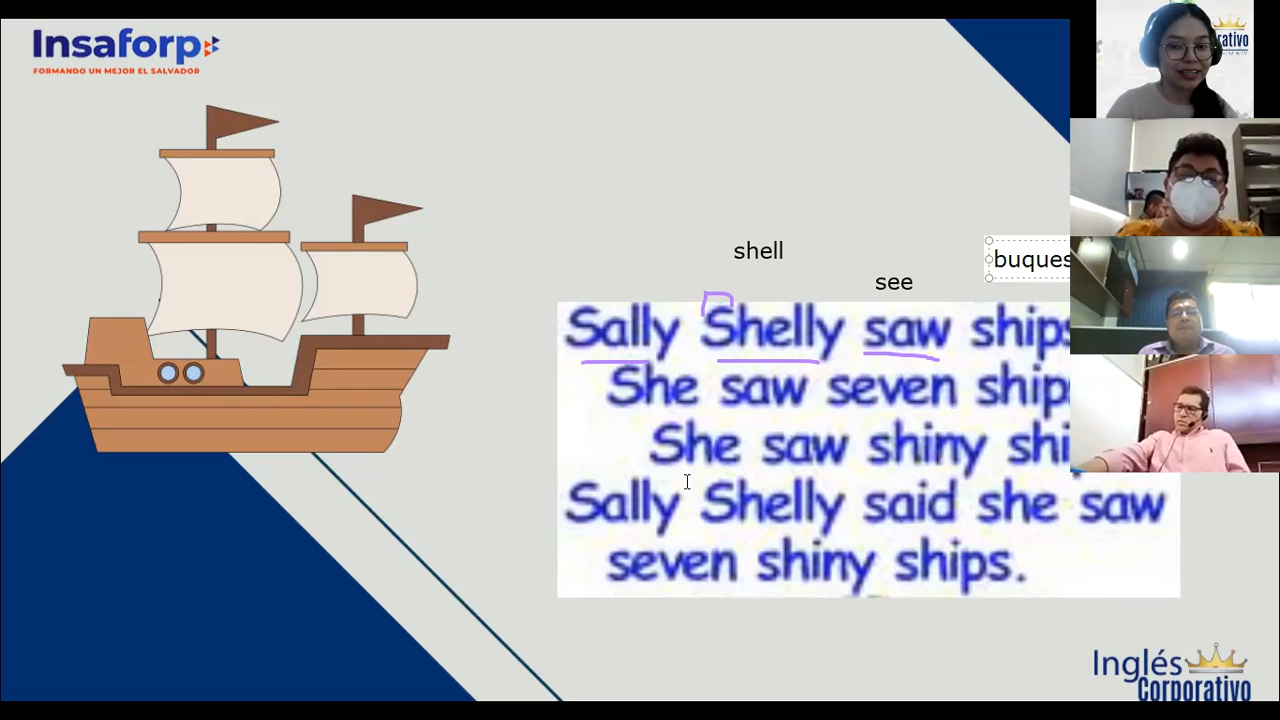 Insaforp
FORMANDO UN MEJOR EL SALVADOR
rativo
shell
buques
see
Sally Shelly saw ships
She saw seven ship
She saw shiny shi
Sally Shelly said she saw
seven shiny ships.
Inglés
Corporativo